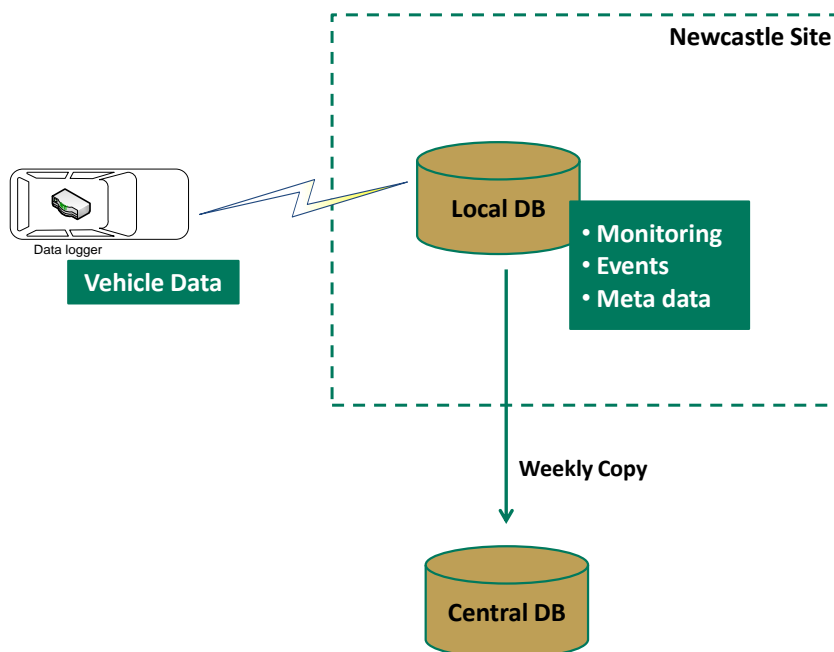 Newcastle Site
Local DB
• Monitoring
• Events
• Meta data
Data logger
Vehicle Data
Weekly Copy
Central DB